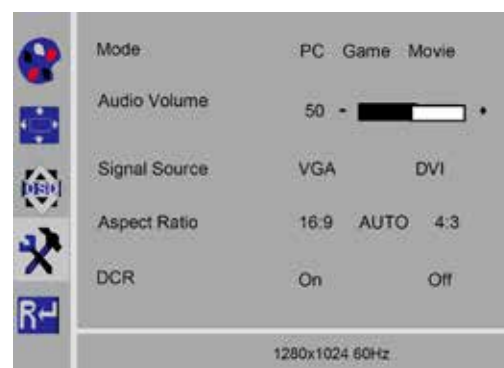 Mode PC Game Movie
Audio Volume 50 - +
Signal Source VGA DVI
OSD
Aspect Ratio 16:9 AUTO 4:3
DCR On Off
R
1280x1024 60Hz